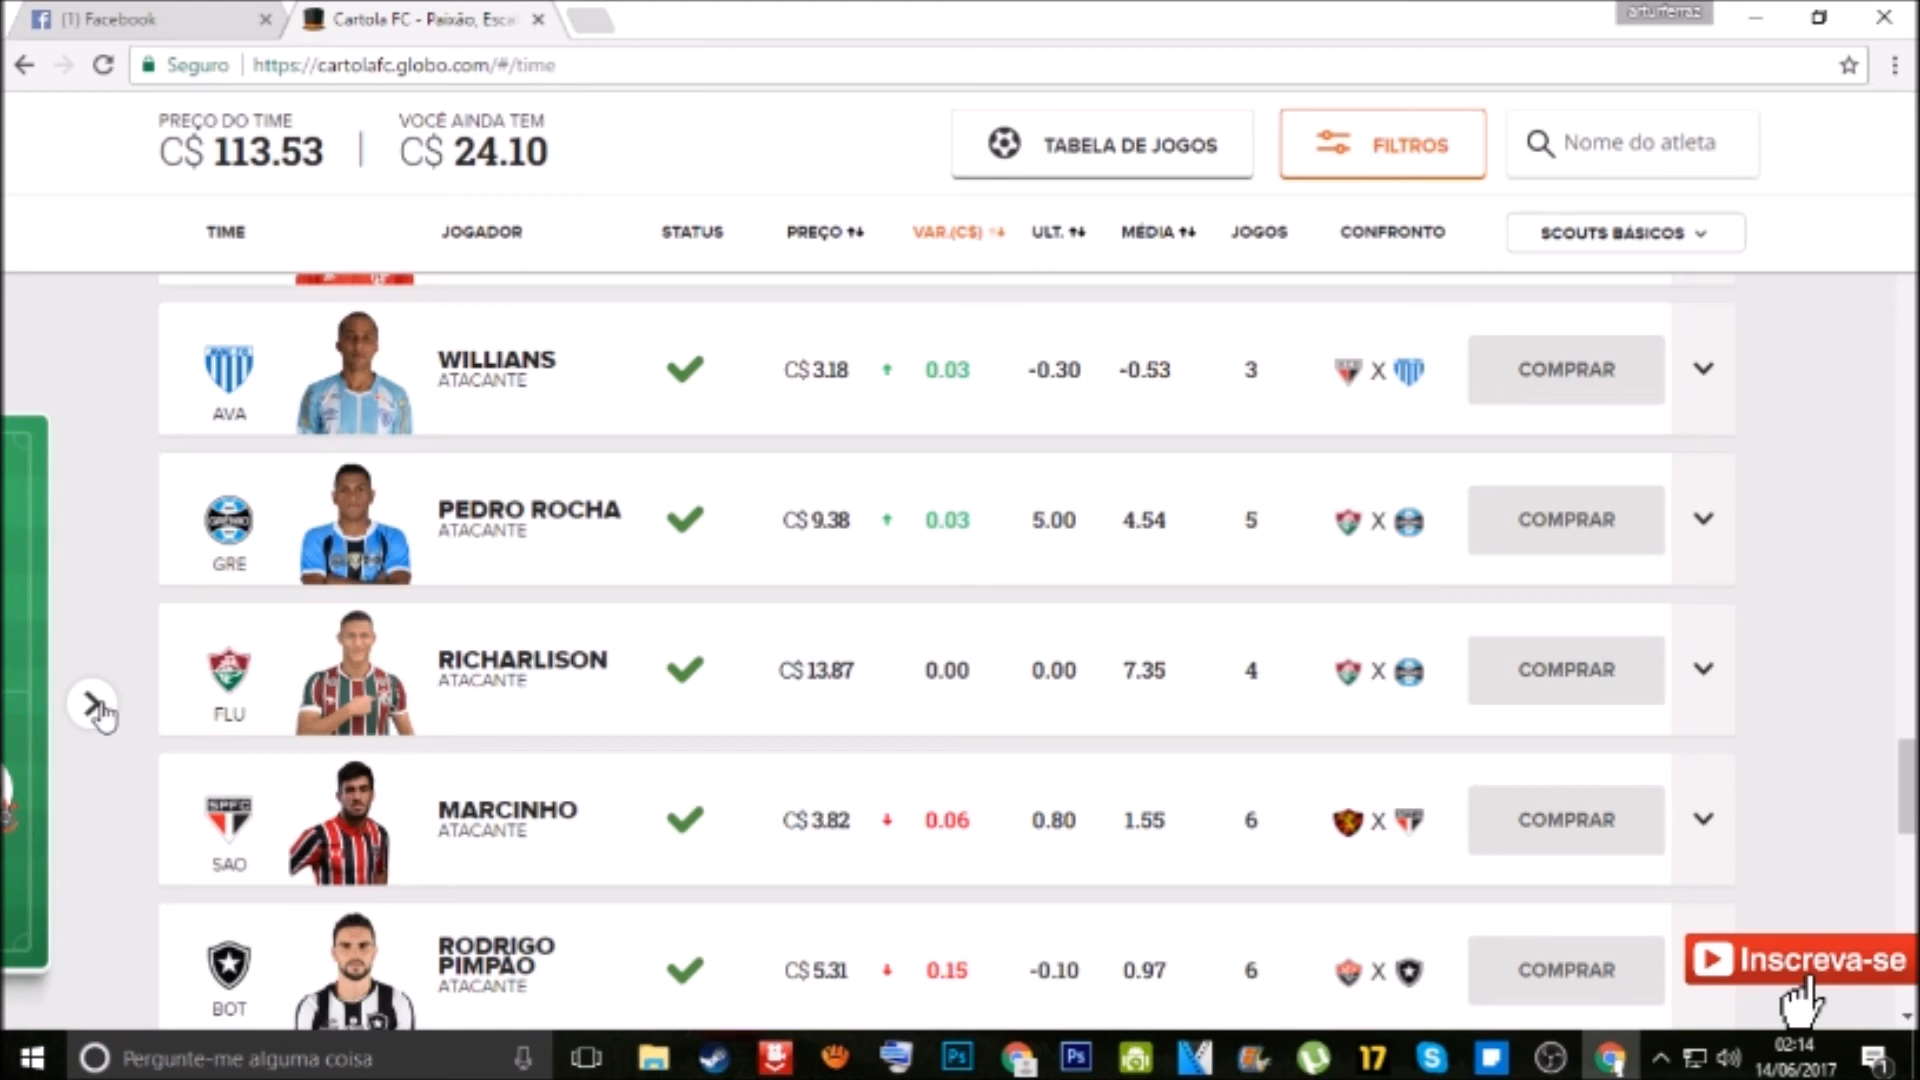 (1) Facebook
Cartola FC - Paixão, Esca
arturferraz
Seguro
https://cartolafc.globo.com/#/time
PREÇO DO TIME
C$ 113.53
VOCÊ AINDA TEM
C$ 24.10
TABELA DE JOGOS
FILTROS
Nome do atleta
TIME JOGADOR STATUS PREÇO VAR.(C$) ULT. MÉDIA JOGOS CONFRONTO SCOUTS BÁSICOS
AVA
WILLIANS
ATACANTE
C$ 3.18 0.03 -0.30 -0.53 3 X COMPRAR
GRE
PEDRO ROCHA
ATACANTE
C$ 9.38 0.03 5.00 4.54 5 X COMPRAR
FLU
RICHARLISON
ATACANTE
C$ 13.87 0.00 0.00 7.35 4 X COMPRAR
SPFC
SAO
MARCINHO
ATACANTE
C$ 3.82 0.06 0.80 1.55 6 X COMPRAR
BOT
RODRIGO
PIMPÃO
ATACANTE
C$ 5.31 0.15 -0.10 0.97 6 X COMPRAR
Inscreva-se
Pergunte-me alguma coisa
Ps
Ps
17
02:14
14/06/2017
1